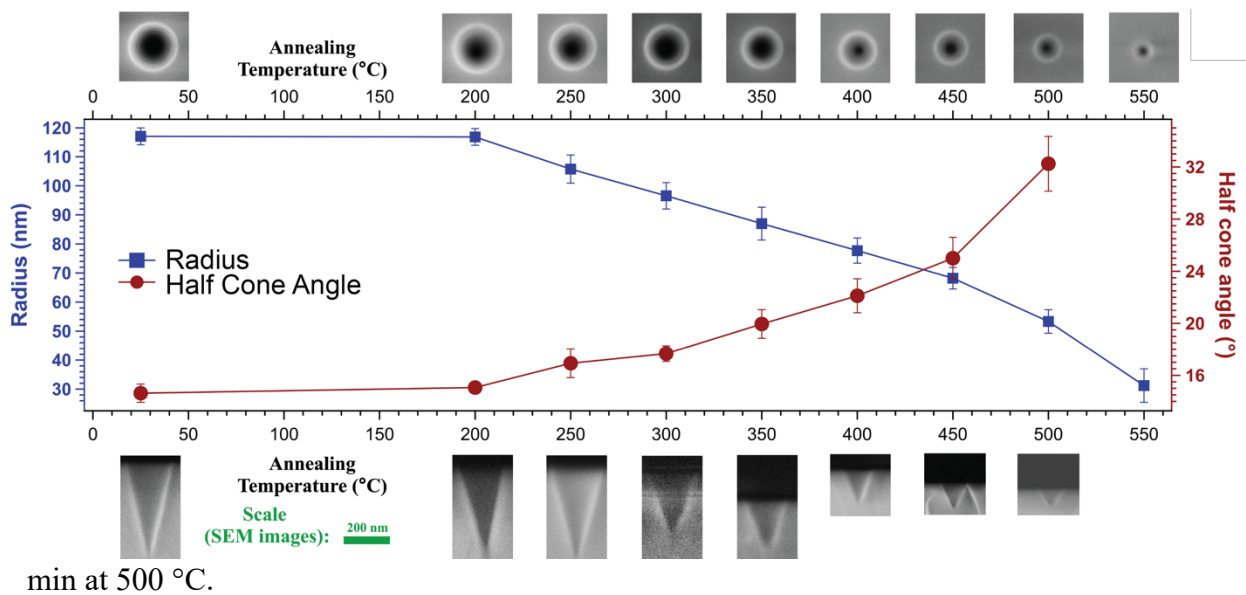 Annealing
Temperature (°C)
0 50 100 150 200 250 300 350 400 450 500 550
120
110
100
90
80
70
60
50
40
30
Radius (nm)
Radius
Half Cone Angle
32
28
24
20
16
Half cone angle (°)
0 50 100 150 200 250 300 350 400 450 500 550
Annealing
Temperature (°C)
Scale
(SEM images):
200 nm
min at 500 °C.